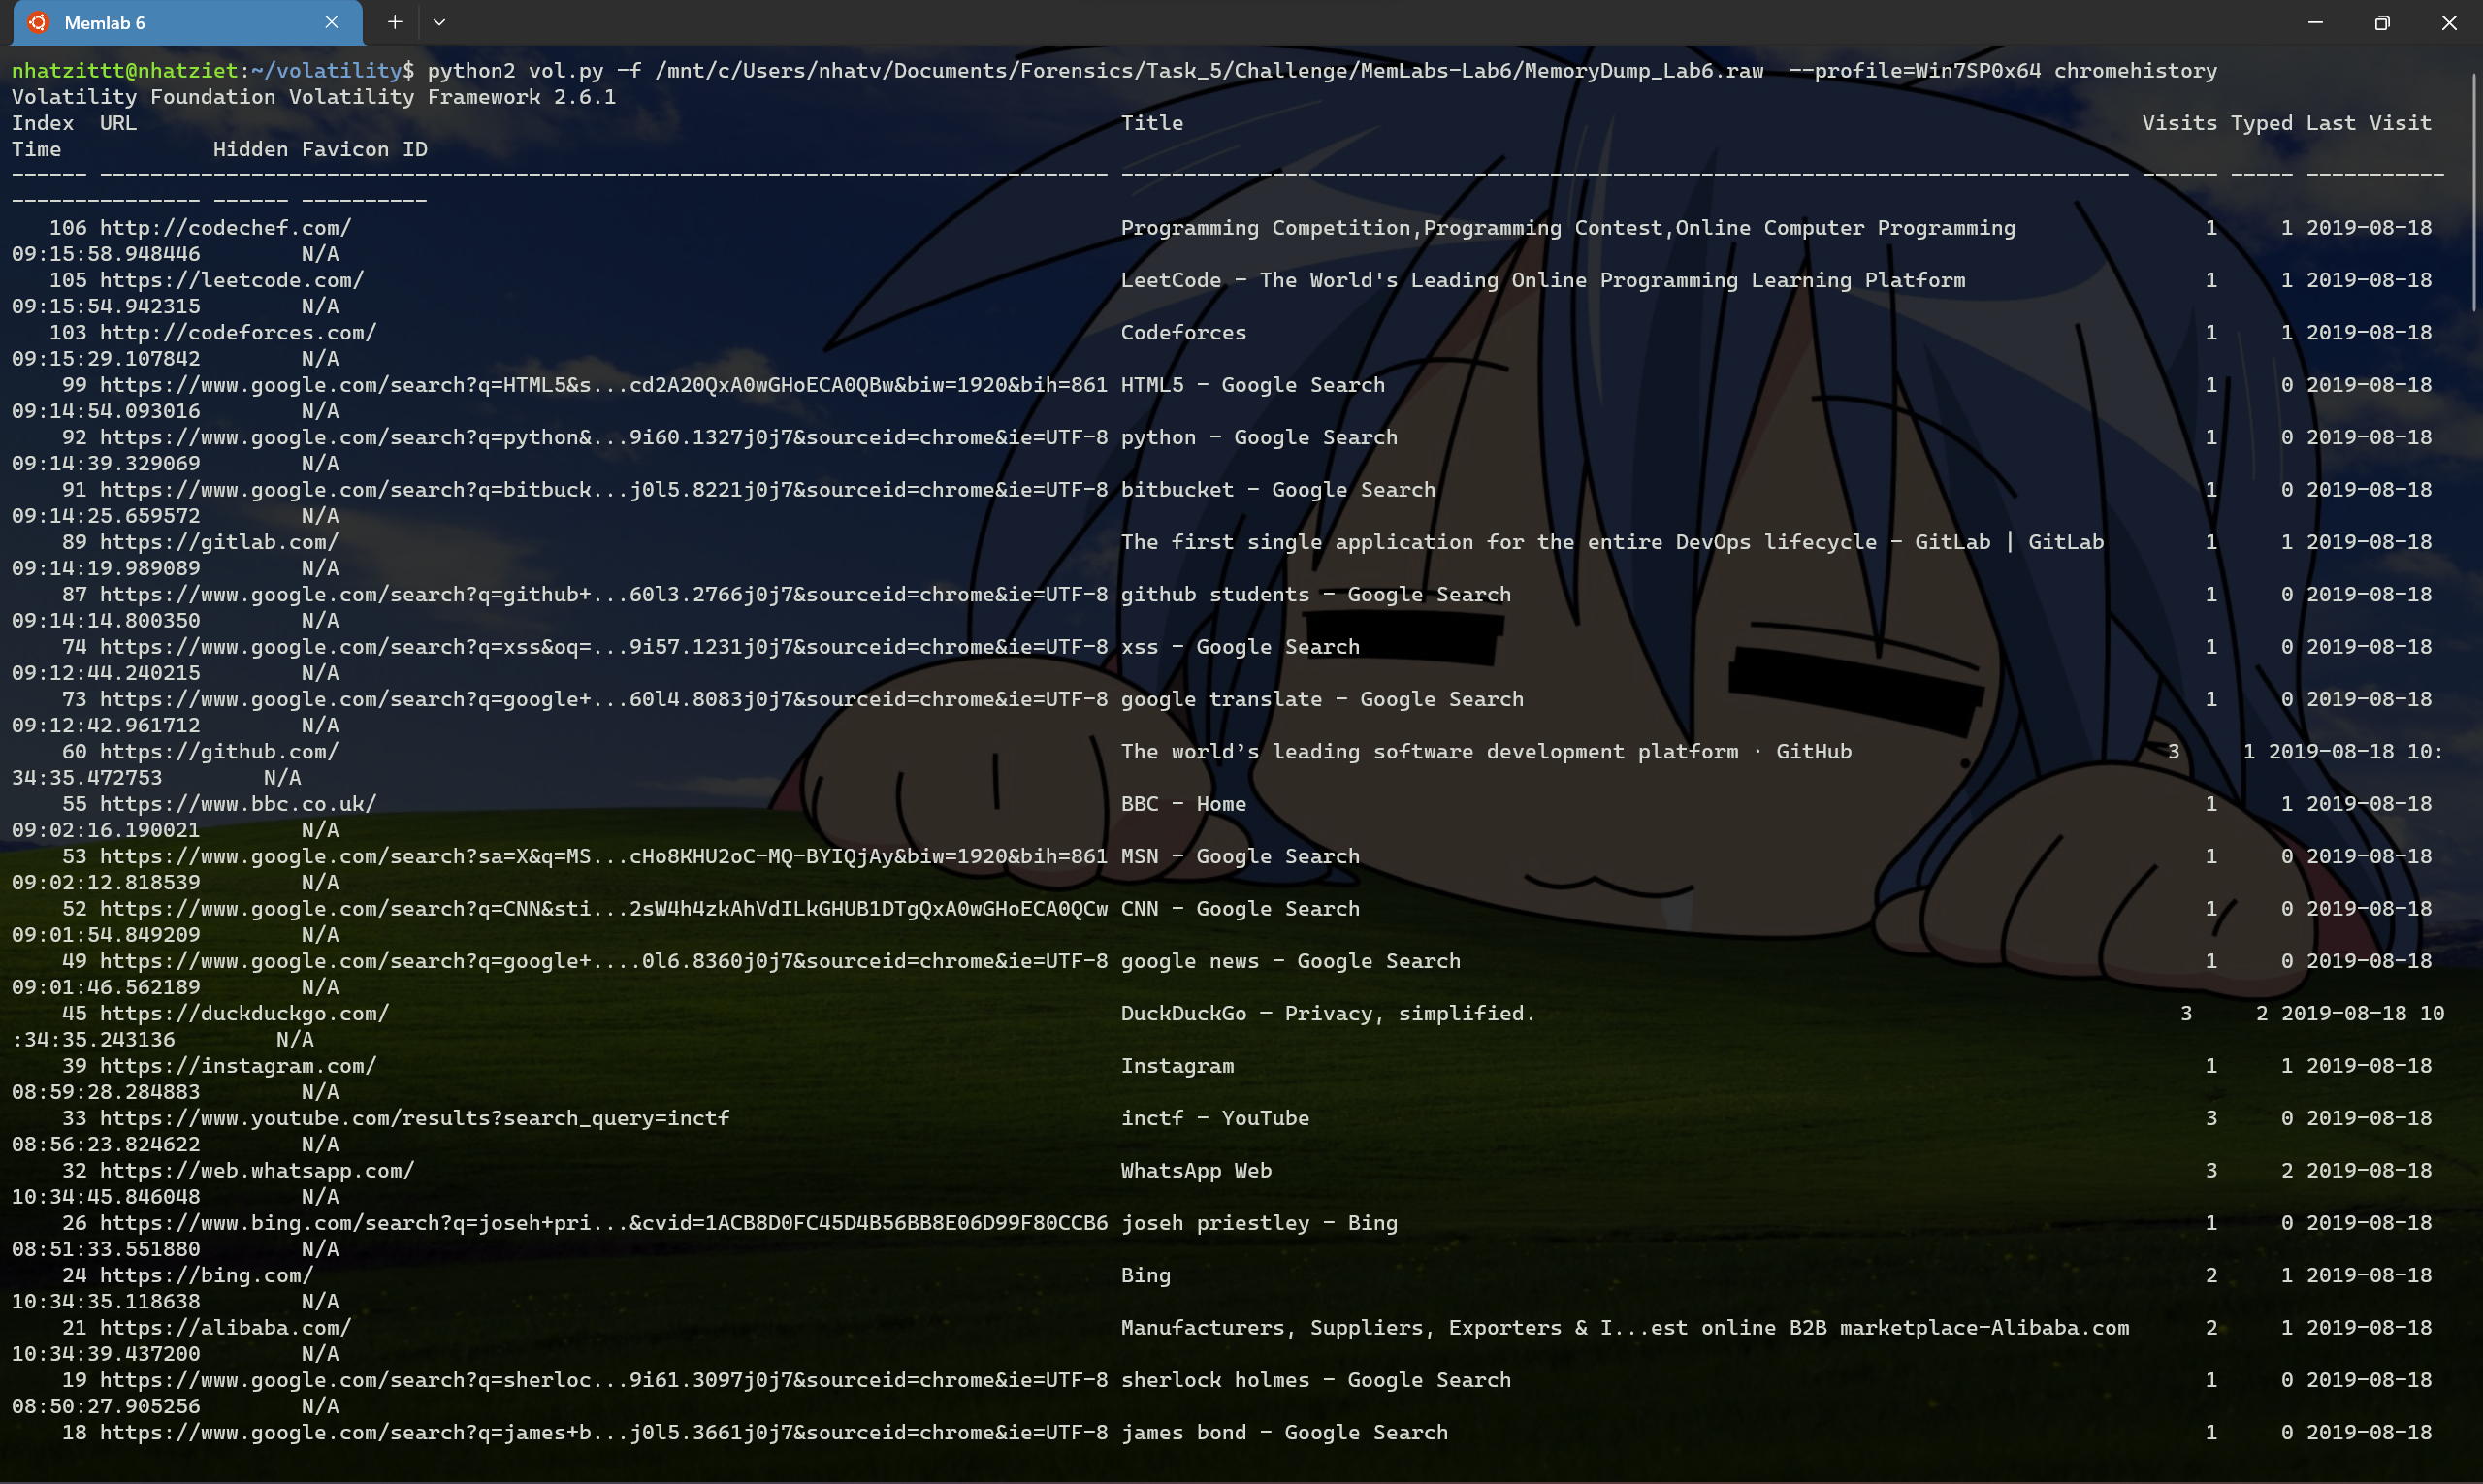 Memlab 6
nhatzittt@nhatziet:~/volatility$ python2 vol.py -f /mnt/c/Users/nhatv/Documents/Forensics/Task_5/Challenge/MemLabs-Lab6/MemoryDump_Lab6.raw  --profile=Win7SP0x64 chromehistory
Volatility Foundation Volatility Framework 2.6.1
Index  URL Title Visits Typed Last Visit
Time Hidden Favicon ID
------ -------------------------------------------------------------------------------- -------------------------------------------------------------------------------- ------ ----- -----------
--------------- ------ ----------
106 http://codechef.com/ Programming Competition,Programming Contest,Online Computer Programming 1 1 2019-08-18
09:15:58.948446 N/A
105 https://leetcode.com/ LeetCode - The World's Leading Online Programming Learning Platform 1 1 2019-08-18
09:15:54.942315 N/A
103 http://codeforces.com/ Codeforces 1 1 2019-08-18
09:15:29.107842 N/A
99 https://www.google.com/search?q=HTML5&s...cd2A20QxA0wGHoECA0QBw&biw=1920&bih=861 HTML5 - Google Search 1 0 2019-08-18
09:14:54.093016 N/A
92 https://www.google.com/search?q=python&...9i60.1327j0j7&sourceid=chrome&ie=UTF-8 python - Google Search 1 0 2019-08-18
09:14:39.329069 N/A
91 https://www.google.com/search?q=bitbuck...j0l5.8221j0j7&sourceid=chrome&ie=UTF-8 bitbucket - Google Search 1 0 2019-08-18
09:14:25.659572 N/A
89 https://gitlab.com/ The first single application for the entire DevOps lifecycle - GitLab | GitLab 1 1 2019-08-18
09:14:19.989089 N/A
87 https://www.google.com/search?q=github+...60l3.2766j0j7&sourceid=chrome&ie=UTF-8 github students - Google Search 1 0 2019-08-18
09:14:14.800350 N/A
74 https://www.google.com/search?q=xss&oq=...9i57.1231j0j7&sourceid=chrome&ie=UTF-8 xss - Google Search 1 0 2019-08-18
09:12:44.240215 N/A
73 https://www.google.com/search?q=google+...60l4.8083j0j7&sourceid=chrome&ie=UTF-8 google translate - Google Search 1 0 2019-08-18
09:12:42.961712 N/A
60 https://github.com/ The world’s leading software development platform · GitHub 3 1 2019-08-18 10:
34:35.472753 N/A
55 https://www.bbc.co.uk/ BBC - Home 1 1 2019-08-18
09:02:16.190021 N/A
53 https://www.google.com/search?sa=X&q=MS...cHo8KHU2oC-MQ-BYIQjAy&biw=1920&bih=861 MSN - Google Search 1 0 2019-08-18
09:02:12.818539 N/A
52 https://www.google.com/search?q=CNN&sti...2sW4h4zkAhVdILkGHUB1DTgQxA0wGHoECA0QCw CNN - Google Search 1 0 2019-08-18
09:01:54.849209 N/A
49 https://www.google.com/search?q=google+....0l6.8360j0j7&sourceid=chrome&ie=UTF-8 google news - Google Search 1 0 2019-08-18
09:01:46.562189 N/A
45 https://duckduckgo.com/ DuckDuckGo — Privacy, simplified. 3 2 2019-08-18 10
:34:35.243136 N/A
39 https://instagram.com/ Instagram 1 1 2019-08-18
08:59:28.284883 N/A
33 https://www.youtube.com/results?search_query=inctf inctf - YouTube 3 0 2019-08-18
08:56:23.824622 N/A
32 https://web.whatsapp.com/ WhatsApp Web 3 2 2019-08-18
10:34:45.846048 N/A
26 https://www.bing.com/search?q=joseh+pri...&cvid=1ACB8D0FC45D4B56BB8E06D99F80CCB6 joseh priestley - Bing 1 0 2019-08-18
08:51:33.551880 N/A
24 https://bing.com/ Bing 2 1 2019-08-18
10:34:35.118638 N/A
21 https://alibaba.com/ Manufacturers, Suppliers, Exporters & I...est online B2B marketplace-Alibaba.com 2 1 2019-08-18
10:34:39.437200 N/A
19 https://www.google.com/search?q=sherloc...9i61.3097j0j7&sourceid=chrome&ie=UTF-8 sherlock holmes - Google Search 1 0 2019-08-18
08:50:27.905256 N/A
18 https://www.google.com/search?q=james+b...j0l5.3661j0j7&sourceid=chrome&ie=UTF-8 james bond - Google Search 1 0 2019-08-18